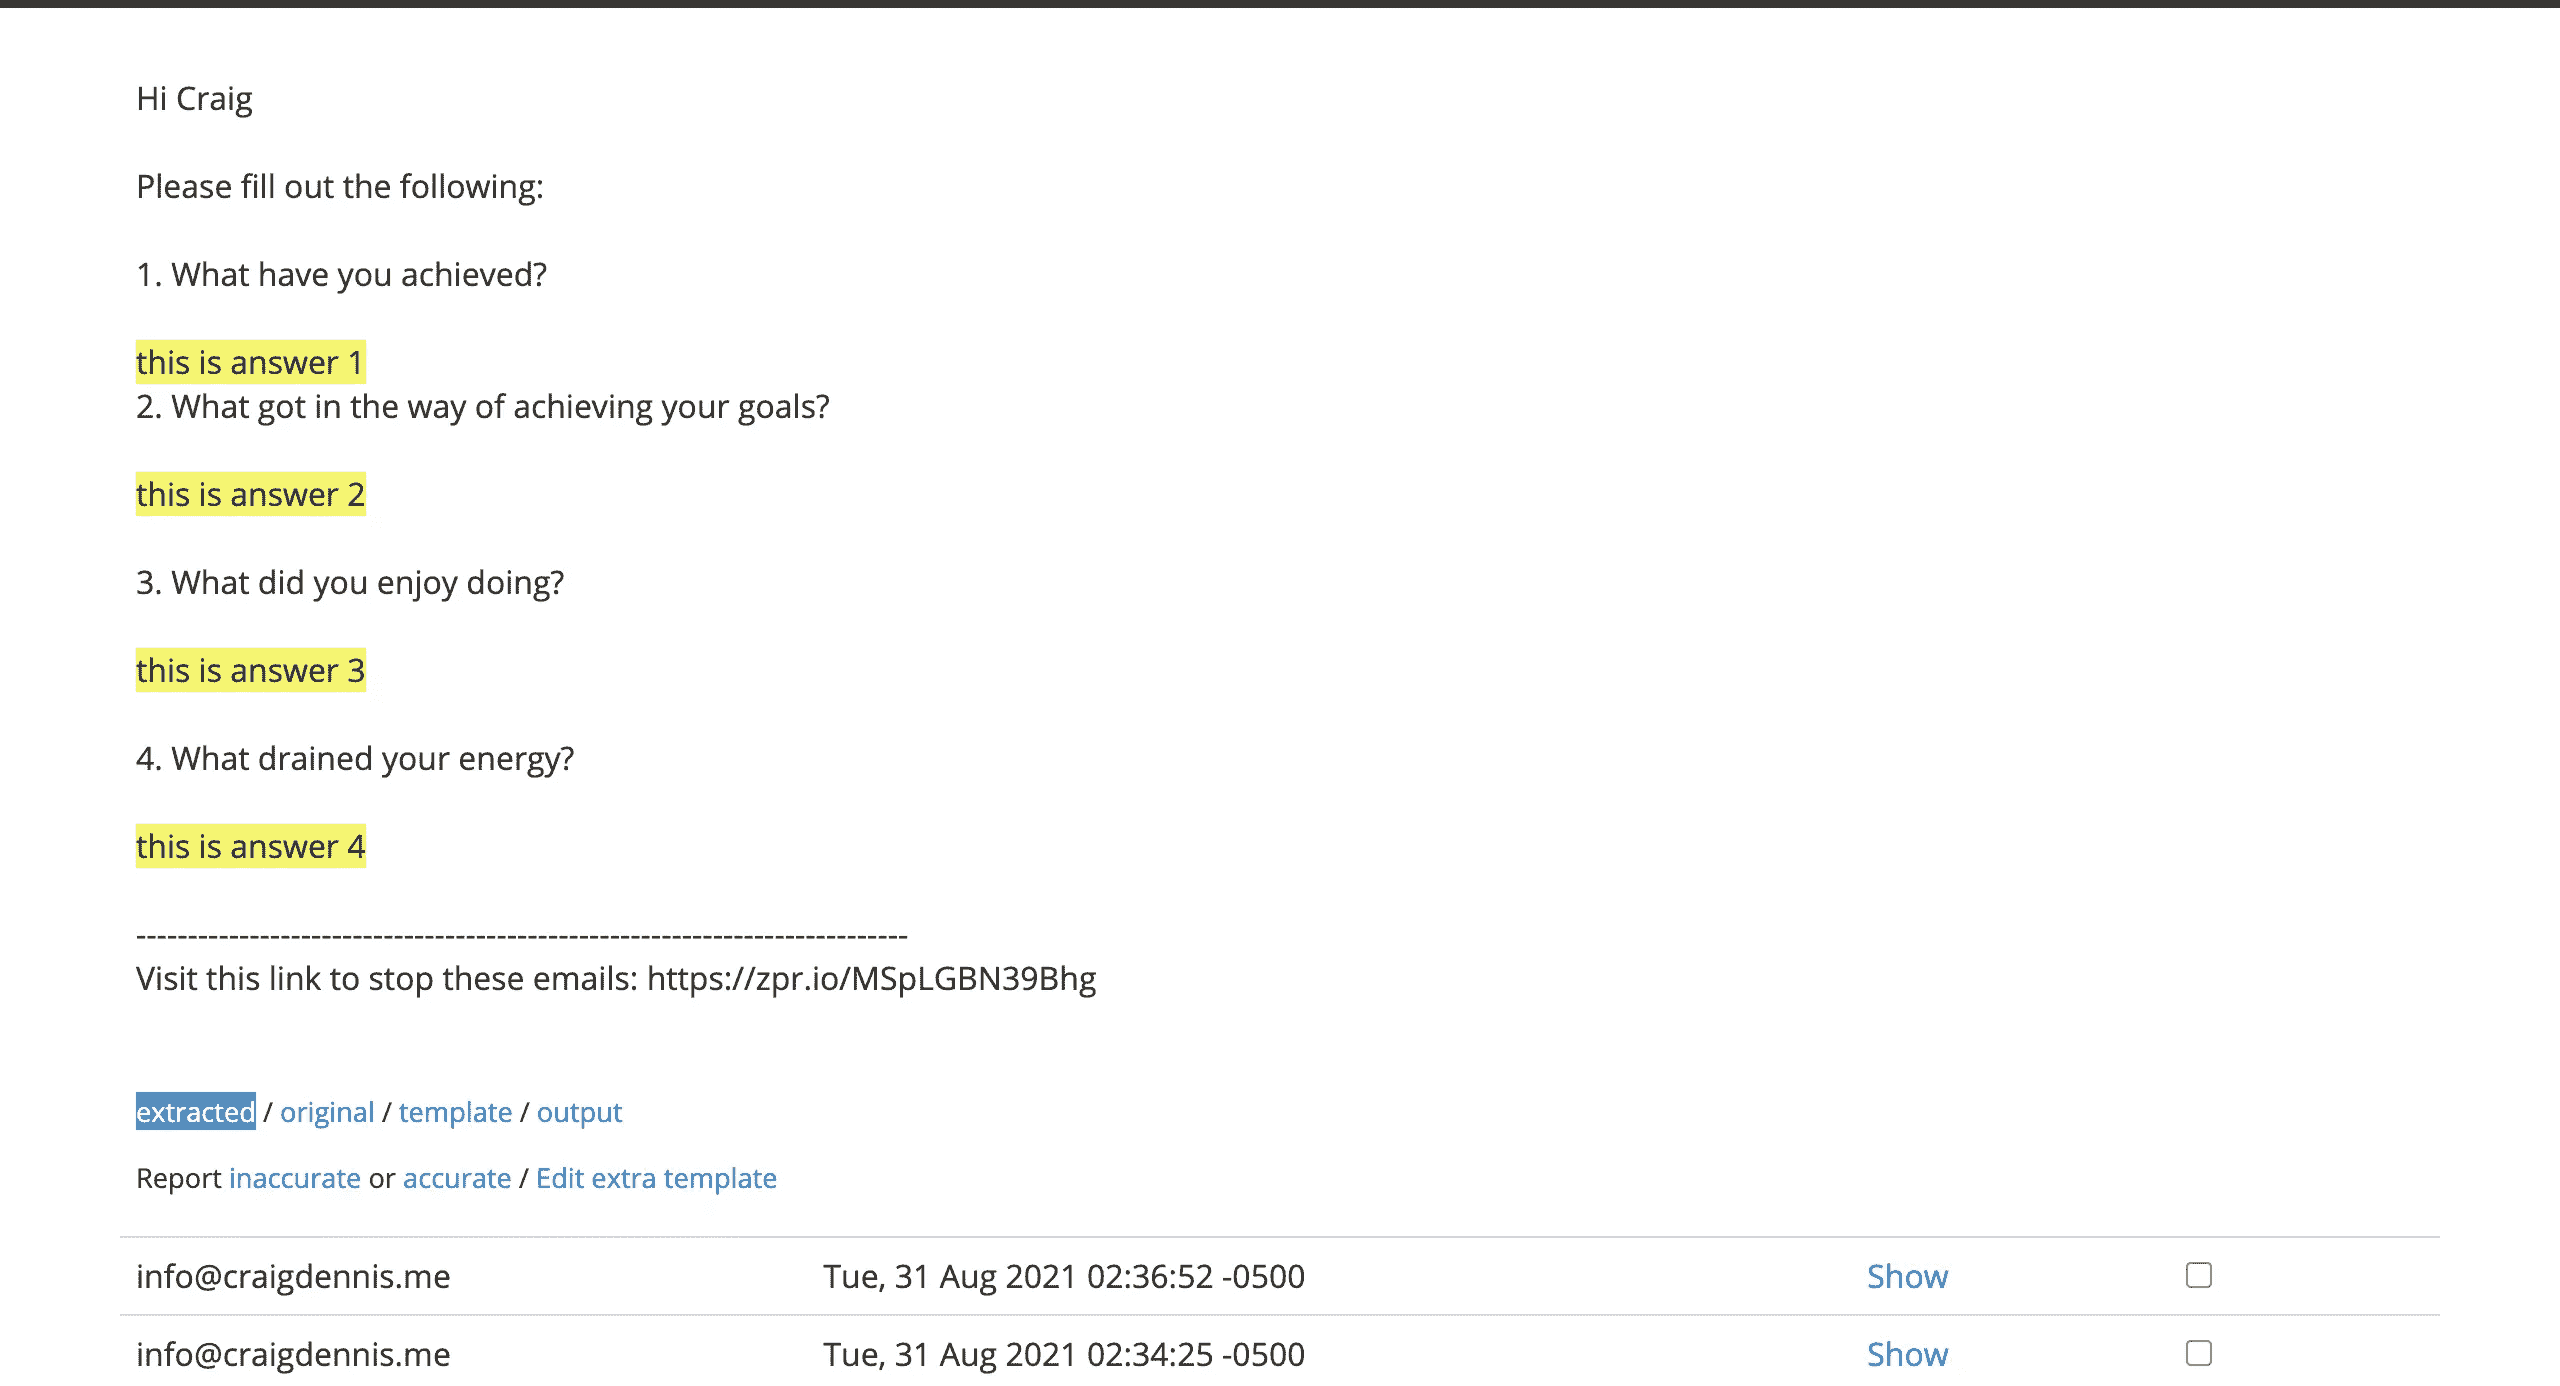 Hi Craig
Please fill out the following:
1. What have you achieved?
this is answer 1
2. What got in the way of achieving your goals?
this is answer 2
3. What did you enjoy doing?
this is answer 3
4. What drained your energy?
this is answer 4
---------------------------------------------------------------------------
Visit this link to stop these emails: https://zpr.io/MSpLGBN39Bhg
extracted / original / template / output
Report inaccurate or accurate / Edit extra template
info@craigdennis.me Tue, 31 Aug 2021 02:36:52 -0500 Show
info@craigdennis.me Tue, 31 Aug 2021 02:34:25 -0500 Show